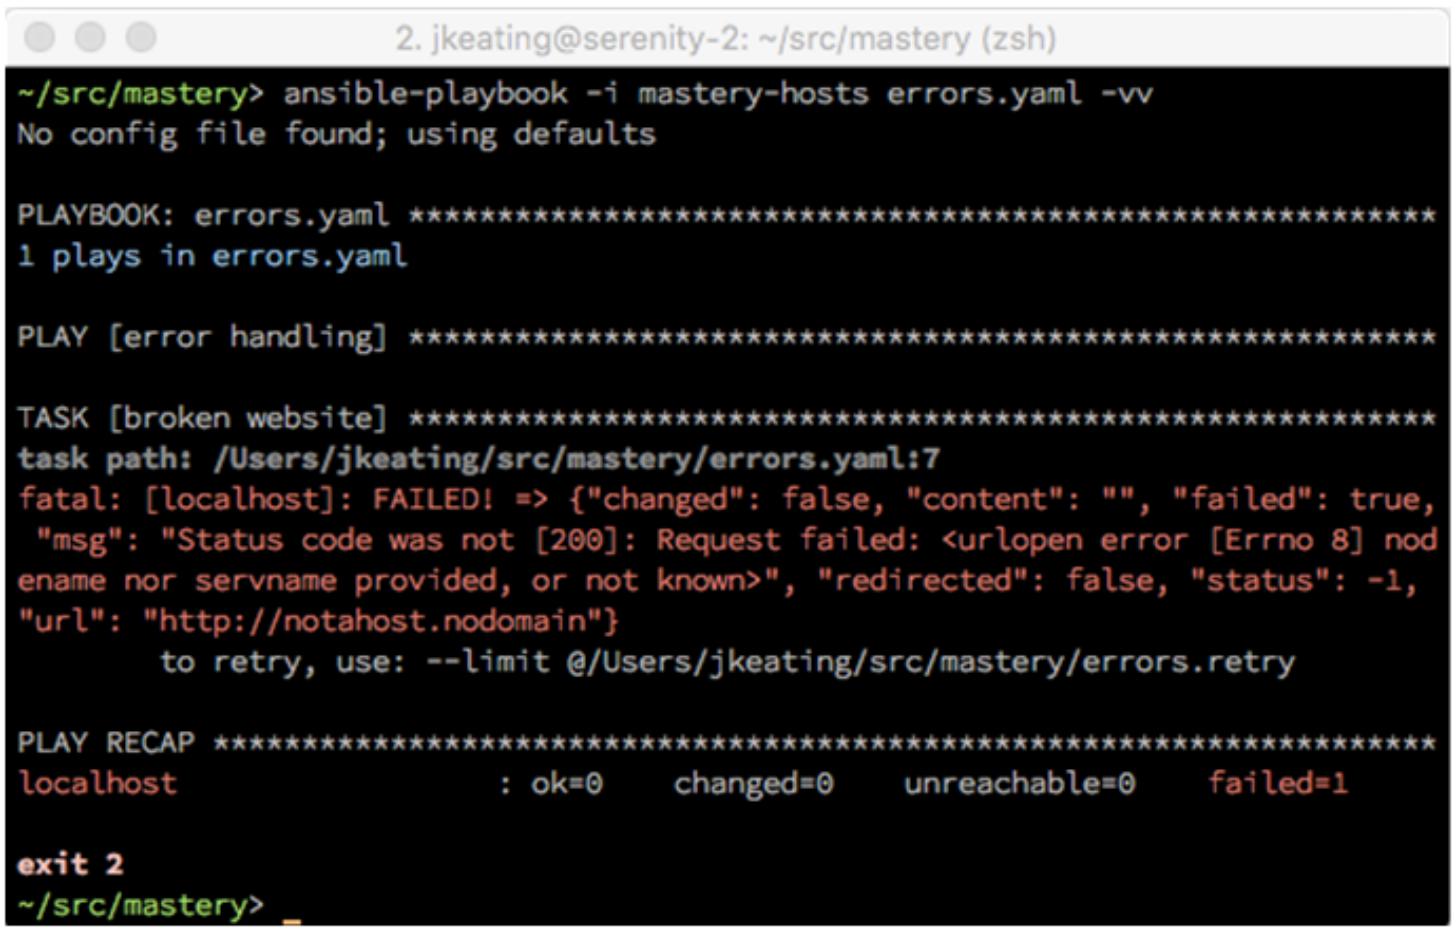 2. jkeating@serenity-2: ~/src/mastery (zsh)
~/src/mastery> ansible-playbook -i mastery-hosts errors.yaml -vv
No config file found; using defaults
PLAYBOOK: errors.yaml **********************************************************
1 plays in errors.yaml
PLAY [error handling] **********************************************************
TASK [broken website] **********************************************************
task path: /Users/jkeating/src/mastery/errors.yaml:7
fatal: [localhost]: FAILED! => {"changed": false, "content": "", "failed": true,
"msg": "Status code was not [200]: Request failed: <urlopen error [Errno 8] nod
ename nor servname provided, or not known>", "redirected": false, "status": -1,
"url": "http://notahost.nodomain"}
to retry, use: --limit @/Users/jkeating/src/mastery/errors.retry
PLAY RECAP *********************************************************************
localhost : ok=0 changed=0 unreachable=0 failed=1
exit 2
~/src/mastery>